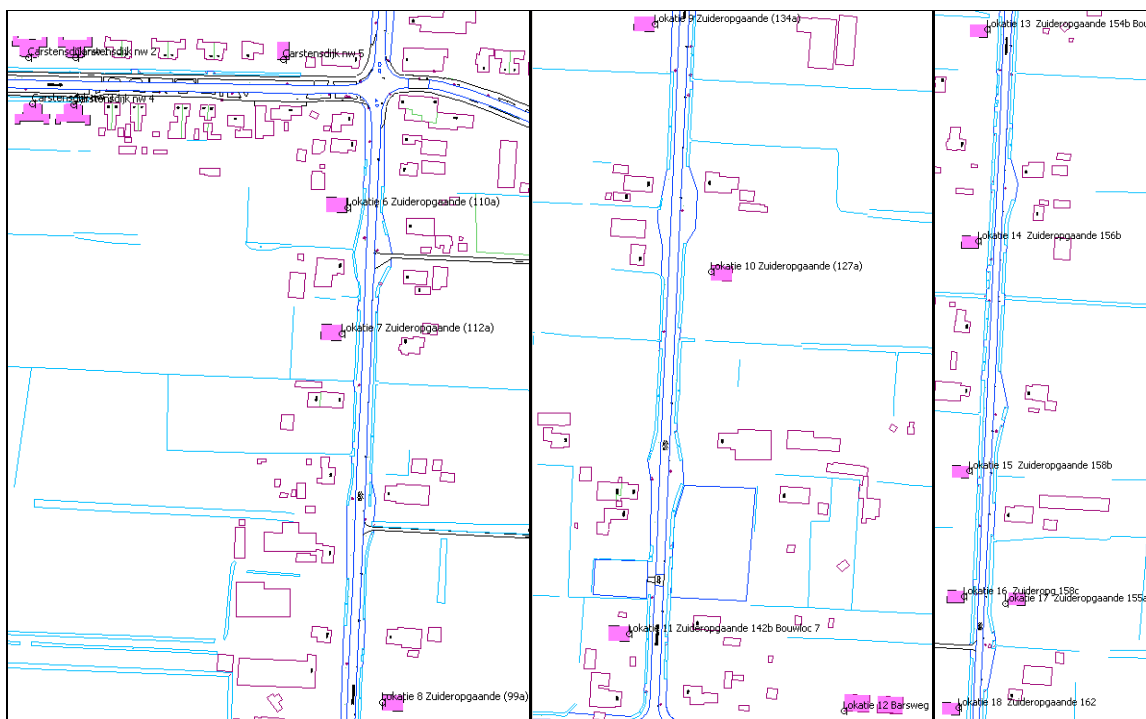 Carstensdijk nw 2
Carstensdijk nw 5
Carstensdijk nw 4
Lokatie 6 Zuideropgaande (110a)
Lokatie 7 Zuideropgaande (112a)
Lokatie 8 Zuideropgaande (99a)
Lokatie 9 Zuideropgaande (134a)
Lokatie 10 Zuideropgaande (127a)
Lokatie 11 Zuideropgaande 142b Bouwloc 7
Lokatie 12 Barsweg
Lokatie 13 Zuideropgaande 154b Bou
Lokatie 14 Zuideropgaande 156b
Lokatie 15 Zuideropgaande 158b
Lokatie 16 Zuideropg 158c
Lokatie 17 Zuideropgaande 155a
Lokatie 18 Zuideropgaande 162